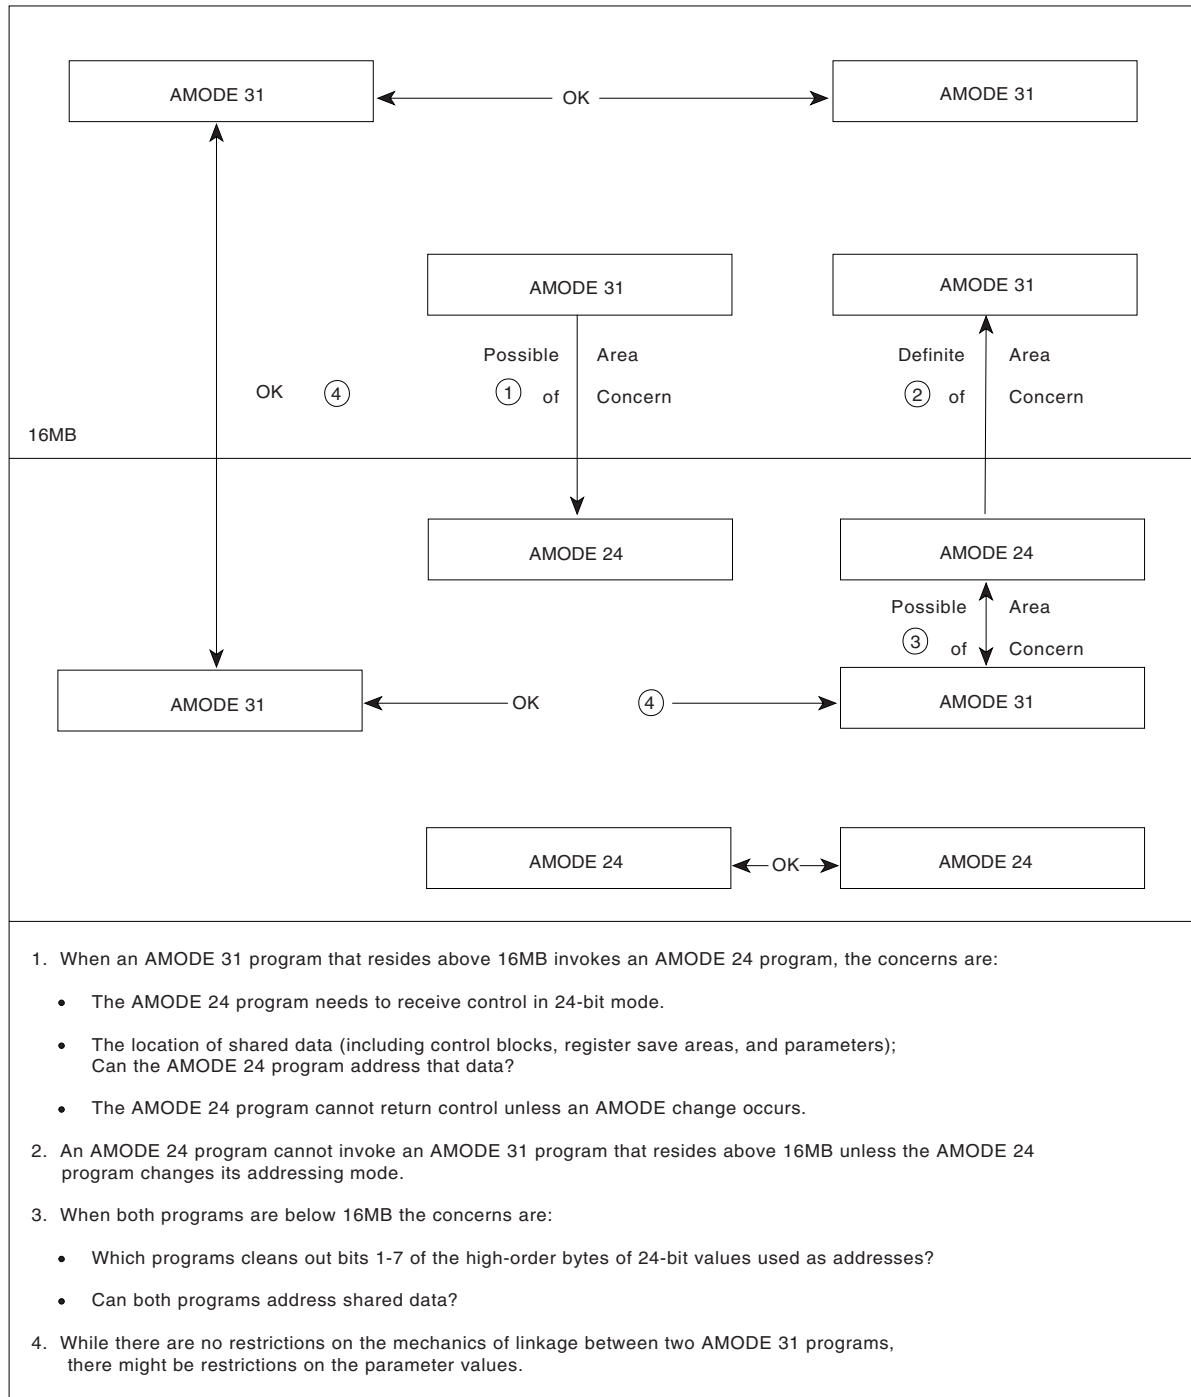 AMODE 31 OK AMODE 31
AMODE 31 AMODE 31
Possible Area Definite Area
OK 4 1 of Concern 2 of Concern
16MB
AMODE 24 AMODE 24
Possible Area
3 of Concern
AMODE 31 OK 4 AMODE 31
AMODE 24 OK AMODE 24
1. When an AMODE 31 program that resides above 16MB invokes an AMODE 24 program, the concerns are:
• The AMODE 24 program needs to receive control in 24-bit mode.
• The location of shared data (including control blocks, register save areas, and parameters);
Can the AMODE 24 program address that data?
• The AMODE 24 program cannot return control unless an AMODE change occurs.
2. An AMODE 24 program cannot invoke an AMODE 31 program that resides above 16MB unless the AMODE 24
program changes its addressing mode.
3. When both programs are below 16MB the concerns are:
• Which programs cleans out bits 1-7 of the high-order bytes of 24-bit values used as addresses?
• Can both programs address shared data?
4. While there are no restrictions on the mechanics of linkage between two AMODE 31 programs,
there might be restrictions on the parameter values.